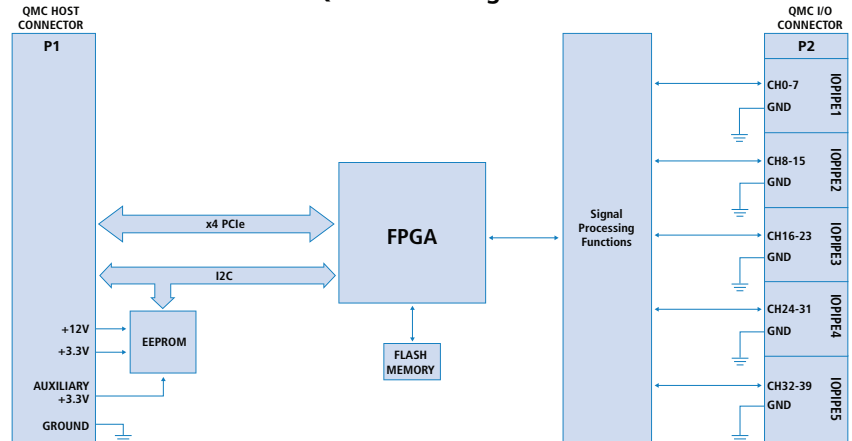 QMC HOST
CONNECTOR
P1
x4 PCIe
I2C
+12V
+3.3V
AUXILIARY
+3.3V
GROUND
EEPROM
FPGA
FLASH
MEMORY
Signal
Processing
Functions
QMC I/O
CONNECTOR
P2
CH0-7
GND
IOPIPE1
CH8-15
GND
IOPIPE2
CH16-23
GND
IOPIPE3
CH24-31
GND
IOPIPE4
CH32-39
GND
IOPIPE5